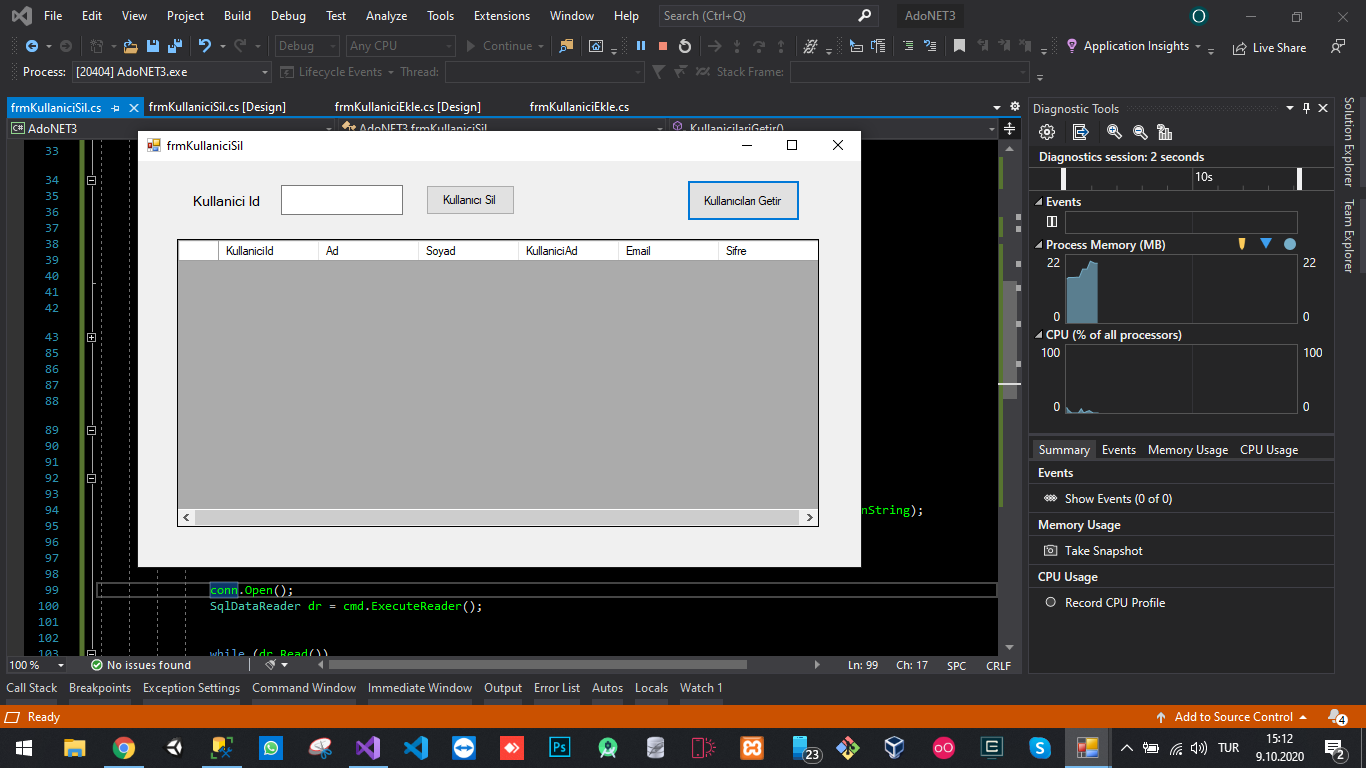 File Edit View Project Build Debug Test Analyze Tools Extensions Window Help Search (Ctrl+Q) AdoNET3 O
Debug Any CPU Continue Application Insights Live Share
Process: [20404] AdoNET3.exe Lifecycle Events Thread: Stack Frame:
frmKullaniciSil.cs frmKullaniciSil.cs [Design] frmKullaniciEkle.cs [Design] frmKullaniciEkle.cs
AdoNET3 AdoNET3.frmKullaniciSil KullanicilariGetir()
frmKullaniciSil
Kullanici Id Kullanıcı Sil Kullanıcıları Getir
KullaniciId Ad Soyad KullaniciAd Email Sifre
33
34
35
36
37
38
39
40
41
42
43
85
86
87
88
89
90
91
92
93
94 nString);
95
96
97
98
99 conn.Open();
100 SqlDataReader dr = cmd.ExecuteReader();
101
102
103 while (dr.Read())
100 % No issues found Ln: 99 Ch: 17 SPC CRLF
Diagnostic Tools
Diagnostics session: 2 seconds
10s
Events
Process Memory (MB)
22 22
0 0
CPU (% of all processors)
100 100
0 0
Summary Events Memory Usage CPU Usage
Events
Show Events (0 of 0)
Memory Usage
Take Snapshot
CPU Usage
Record CPU Profile
Solution Explorer
Team Explorer
Call Stack Breakpoints Exception Settings Command Window Immediate Window Output Error List Autos Locals Watch 1
Ready Add to Source Control 4
Ps 23 TUR 15:12
9.10.2020 2